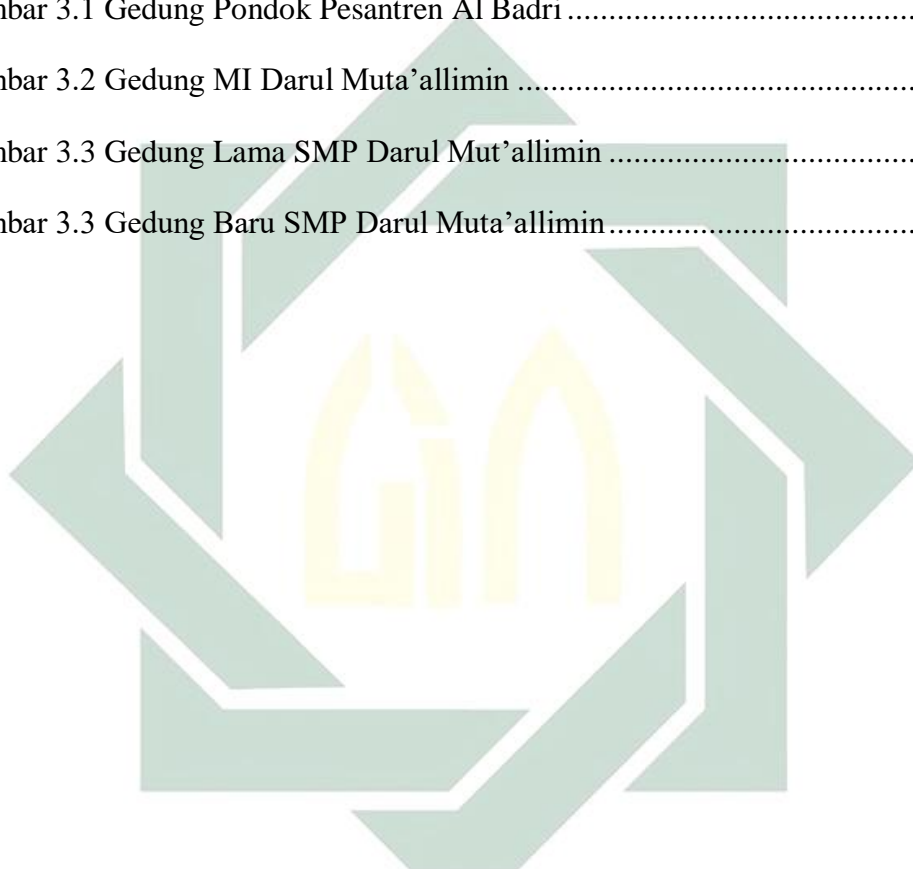 mbar 3.1 Gedung Pondok Pesantren Al Badri ............................................
mbar 3.2 Gedung MI Darul Muta’allimin ..................................................
mbar 3.3 Gedung Lama SMP Darul Mut’allimin .......................................
mbar 3.3 Gedung Baru SMP Darul Muta’allimin .......................................
UIN